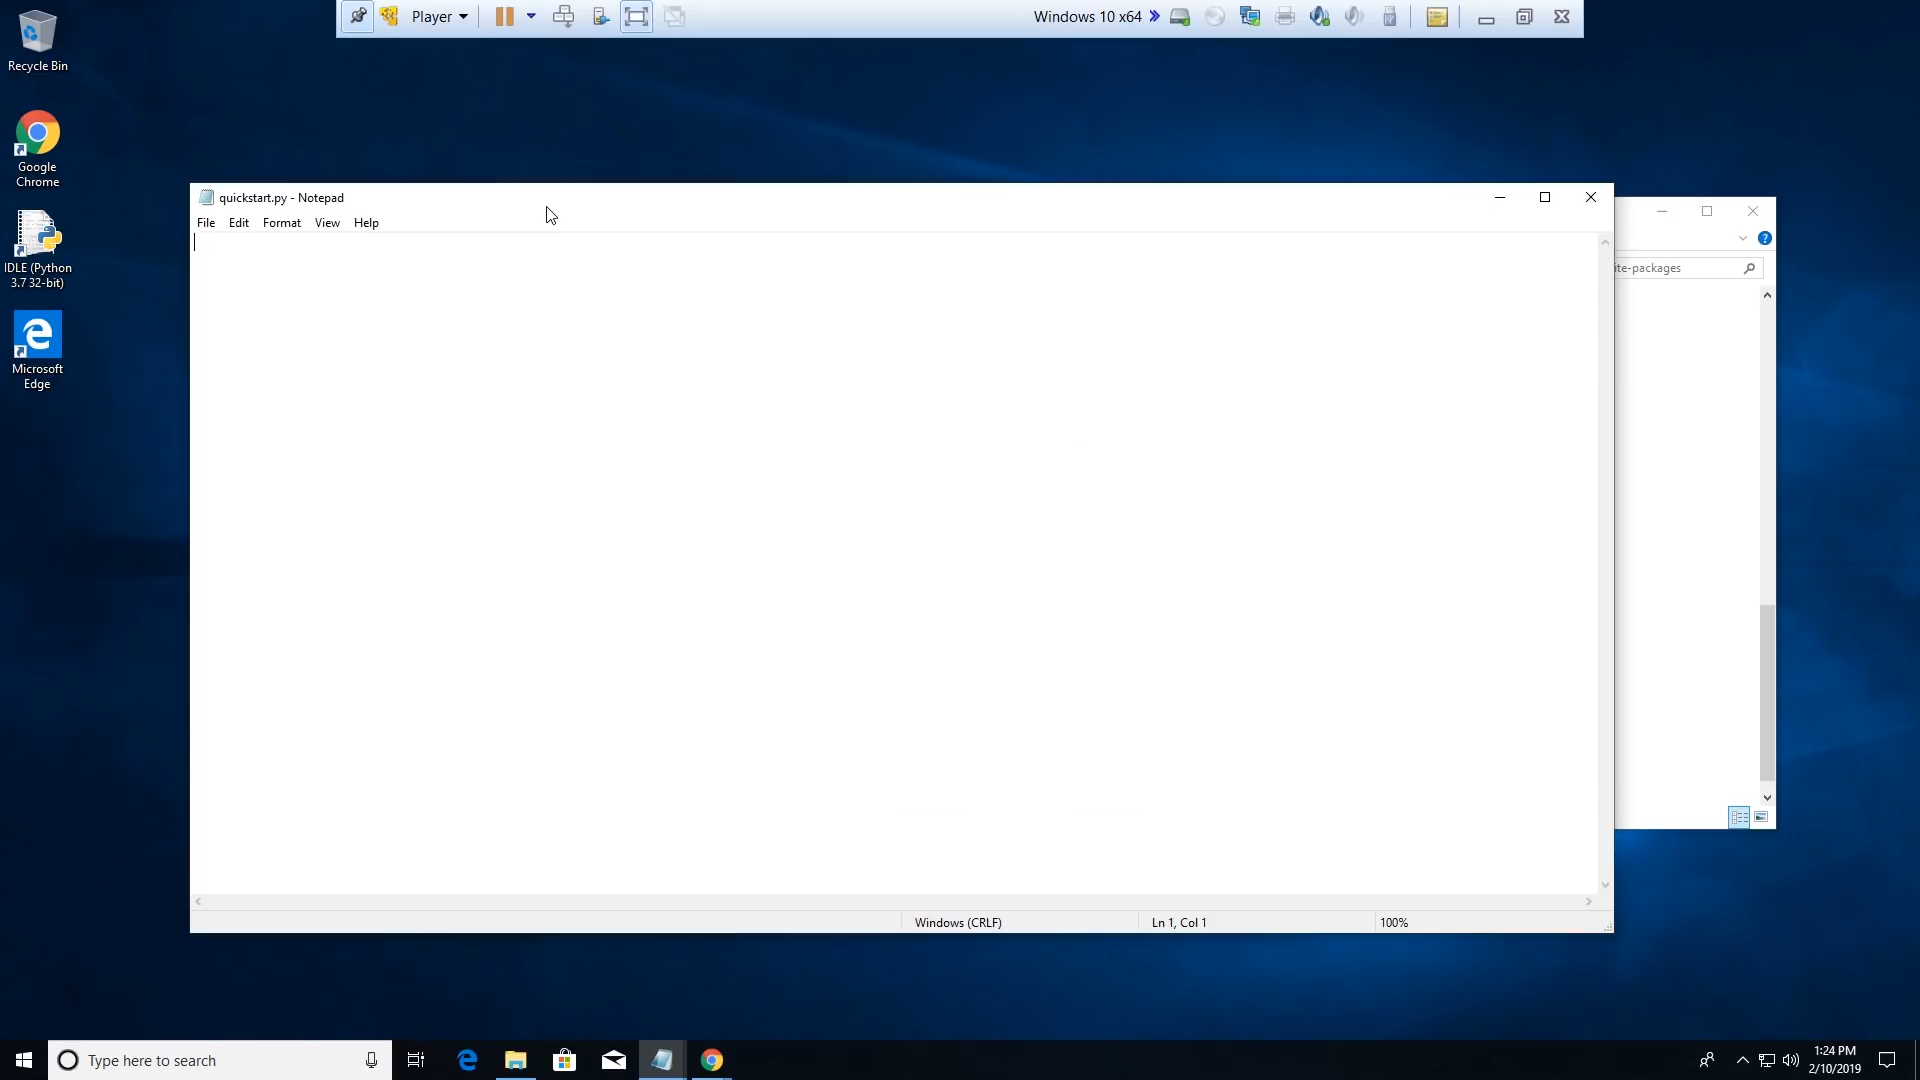 Player
Windows 10 x64
Recycle Bin
Google
Chrome
IDLE (Python
3.7 32-bit)
Microsoft
Edge
quickstart.py - Notepad
File Edit Format View Help
ite-packages
Windows (CRLF)
Ln 1, Col 1
100%
Type here to search
1:24 PM
2/10/2019